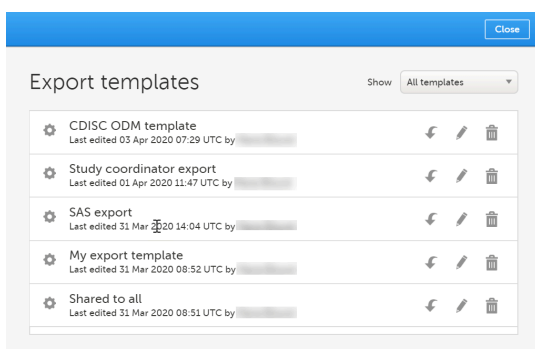 Close
Export templates
Show All templates
CDISC ODM template
Last edited 03 Apr 2020 07:29 UTC by
Study coordinator export
Last edited 01 Apr 2020 11:47 UTC by
SAS export
Last edited 31 Mar 2020 14:04 UTC by
My export template
Last edited 31 Mar 2020 08:52 UTC by
Shared to all
Last edited 31 Mar 2020 08:51 UTC by